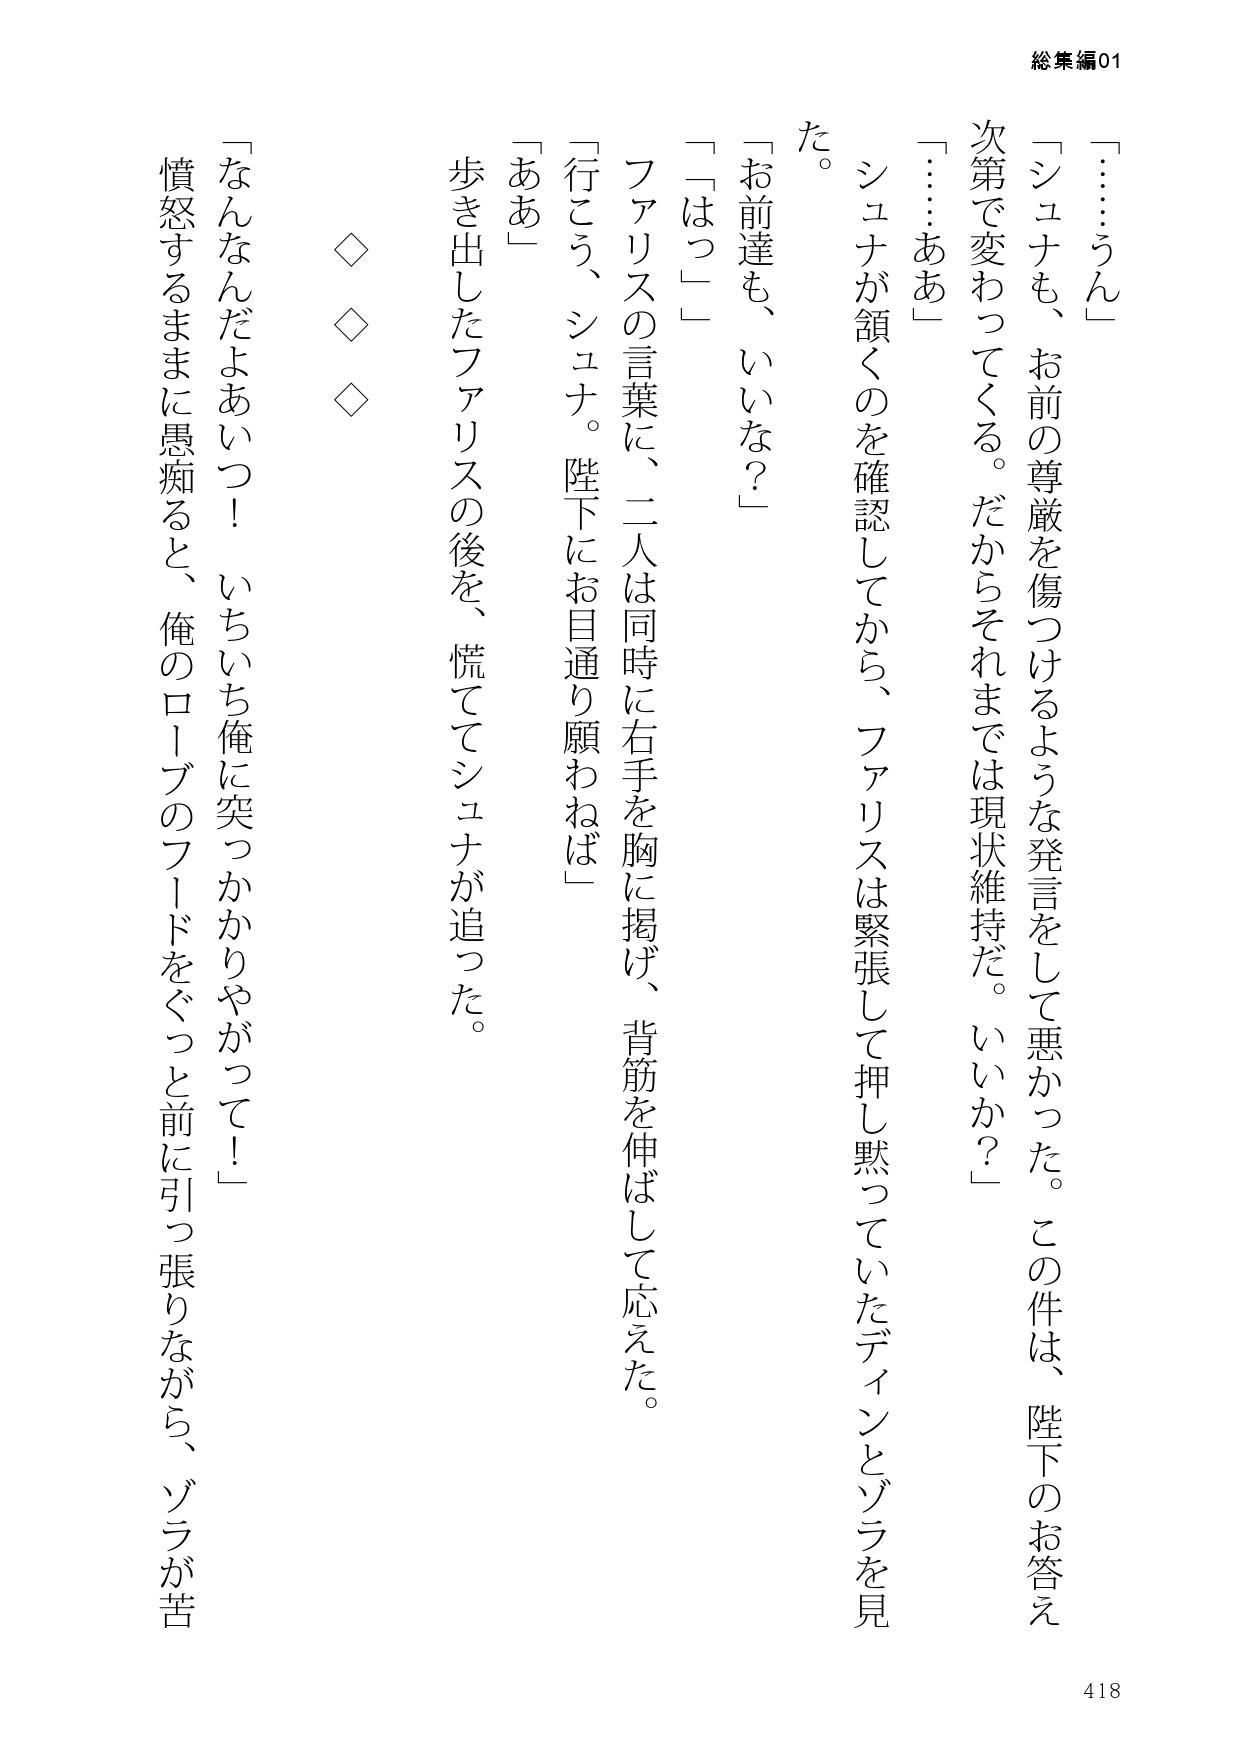 総集編01
「……うん」
「シュナも、お前の尊厳を傷つけるような発言をして悪かった。この件は、陛下のお答え
次第で変わってくる。だからそれまでは現状維持だ。いいか？」
「……ああ」
　シュナが頷くのを確認してから、ファリスは緊張して押し黙っていたディンとゾラを見
た。
「お前達も、いいな？」
「「はっ」」
　ファリスの言葉に、二人は同時に右手を胸に掲げ、背筋を伸ばして応えた。
「行こう、シュナ。陛下にお目通り願わねば」
「ああ」
　歩き出したファリスの後を、慌ててシュナが追った。
◇　◇　◇
「なんなんだよあいつ！　いちいち俺に突っかかりやがって！」
　憤怒するままに愚痴ると、俺のローブのフードをぐっと前に引っ張りながら、ゾラが苦
418